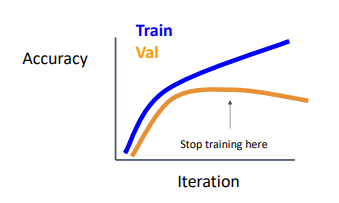 Train
Val
Accuracy
Stop training here
Iteration